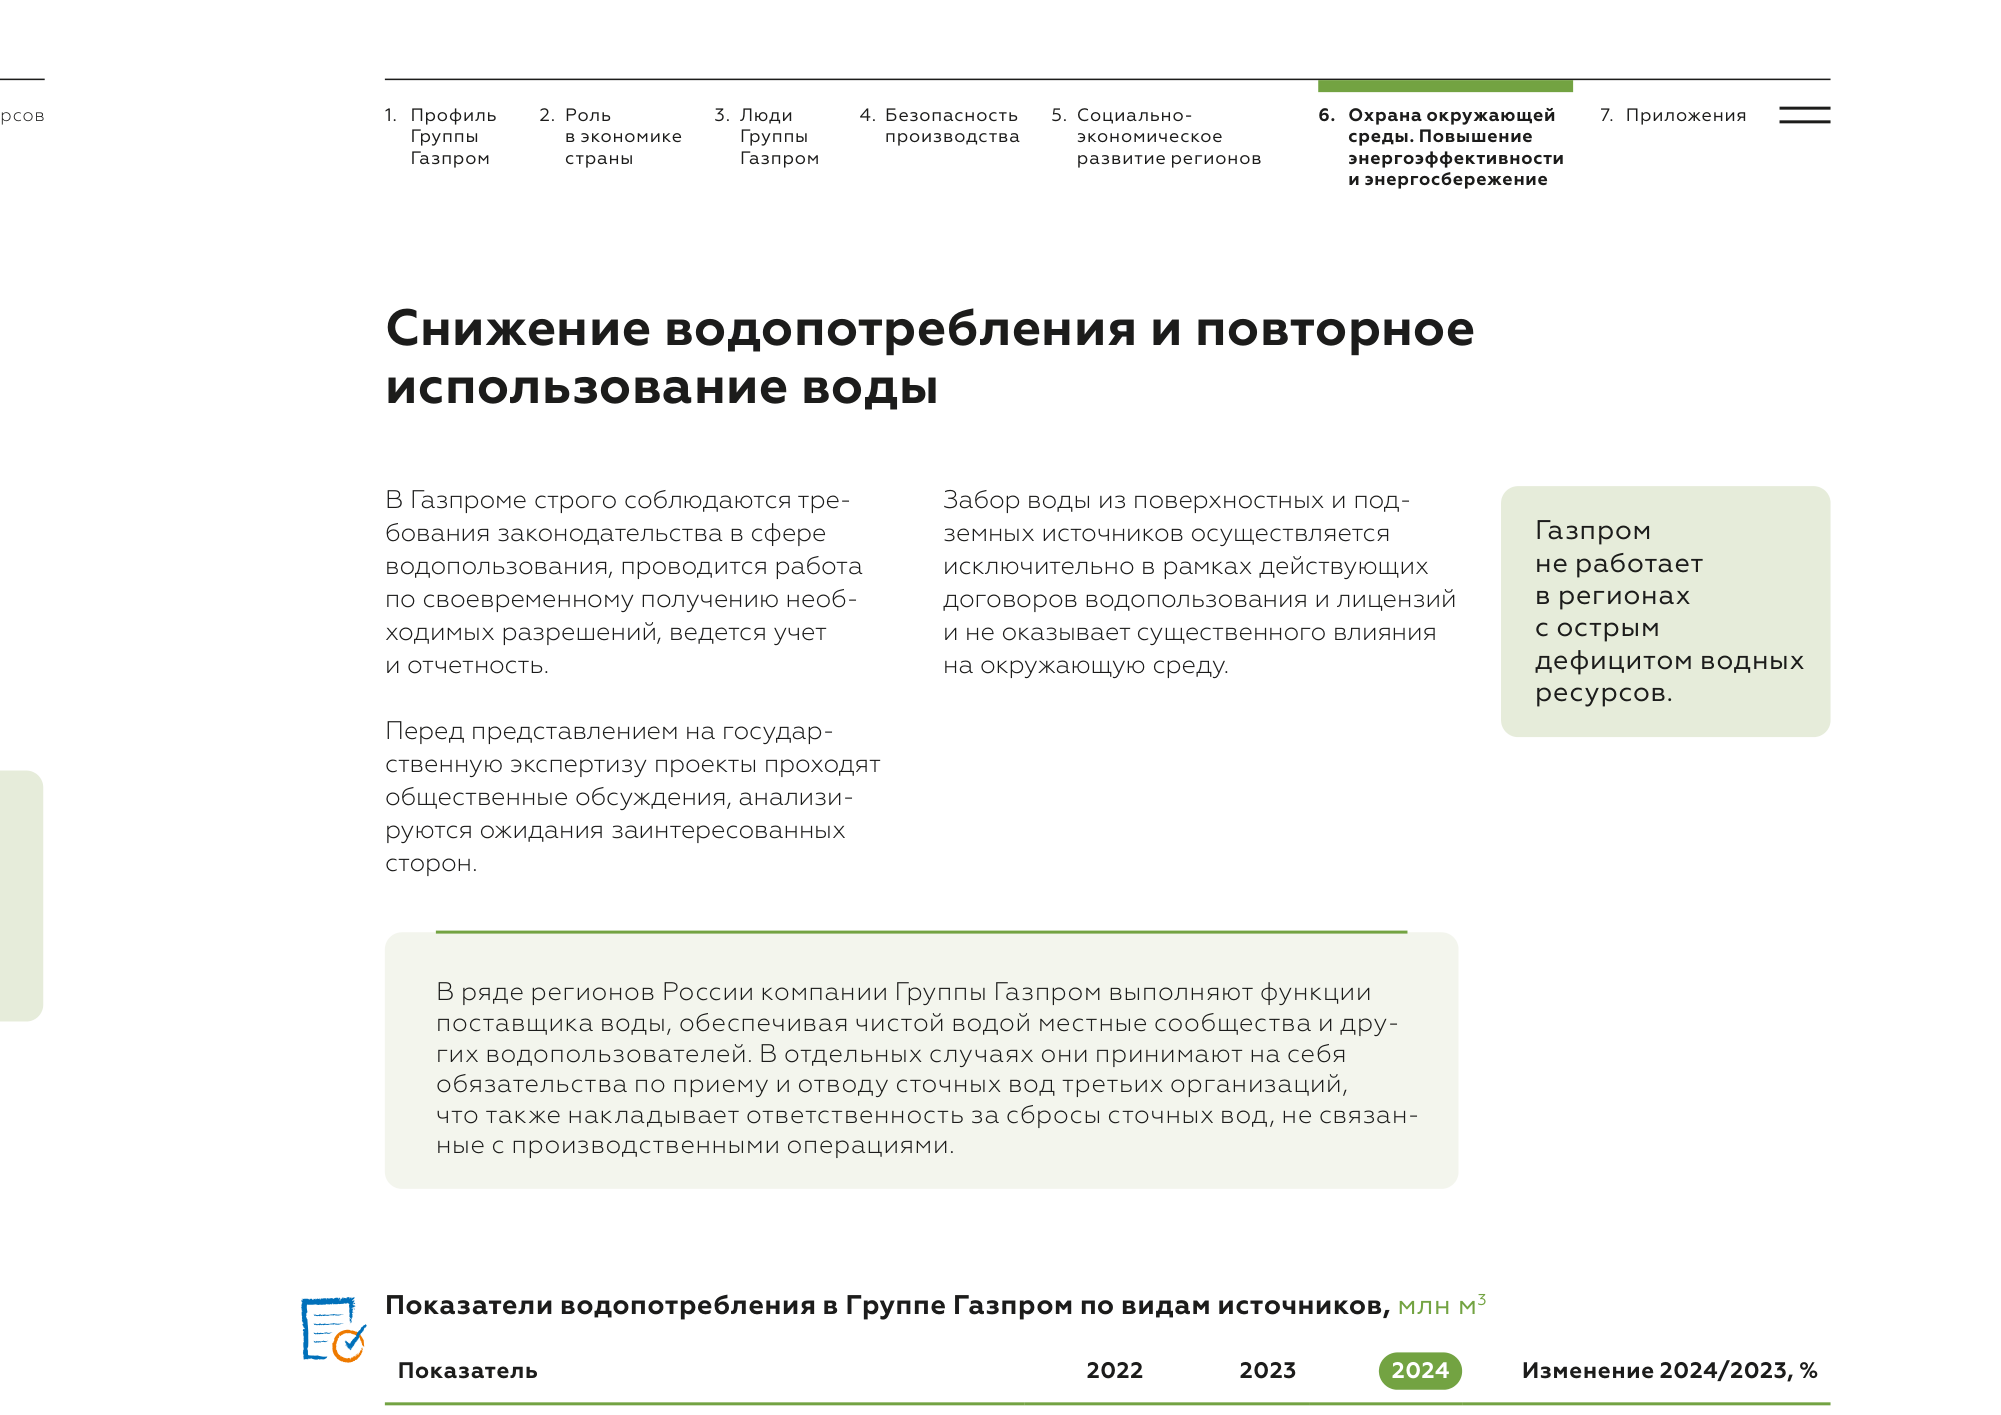 рсов
1. Профиль
Группы
Газпром
2. Роль
в экономике
страны
3. Люди
Группы
Газпром
4. Безопасность
производства
5. Социально-
экономическое
развитие регионов
6. Охрана окружающей
среды. Повышение
энергоэффективности
и энергосбережение
7. Приложения
Снижение водопотребления и повторное
использование воды
В Газпроме строго соблюдаются тре-
бования законодательства в сфере
водопользования, проводится работа
по своевременному получению необ-
ходимых разрешений, ведется учет
и отчетность.
Перед представлением на государ-
ственную экспертизу проекты проходят
общественные обсуждения, анализи-
руются ожидания заинтересованных
сторон.
Забор воды из поверхностных и под-
земных источников осуществляется
исключительно в рамках действующих
договоров водопользования и лицензий
и не оказывает существенного влияния
на окружающую среду.
Газпром
не работает
в регионах
с острым
дефицитом водных
ресурсов.
В ряде регионов России компании Группы Газпром выполняют функции
поставщика воды, обеспечивая чистой водой местные сообщества и дру-
гих водопользователей. В отдельных случаях они принимают на себя
обязательства по приему и отводу сточных вод третьих организаций,
что также накладывает ответственность за сбросы сточных вод, не связан-
ные с производственными операциями.
Показатели водопотребления в Группе Газпром по видам источников, млн м³
Показатель 2022 2023 2024 Изменение 2024/2023, %